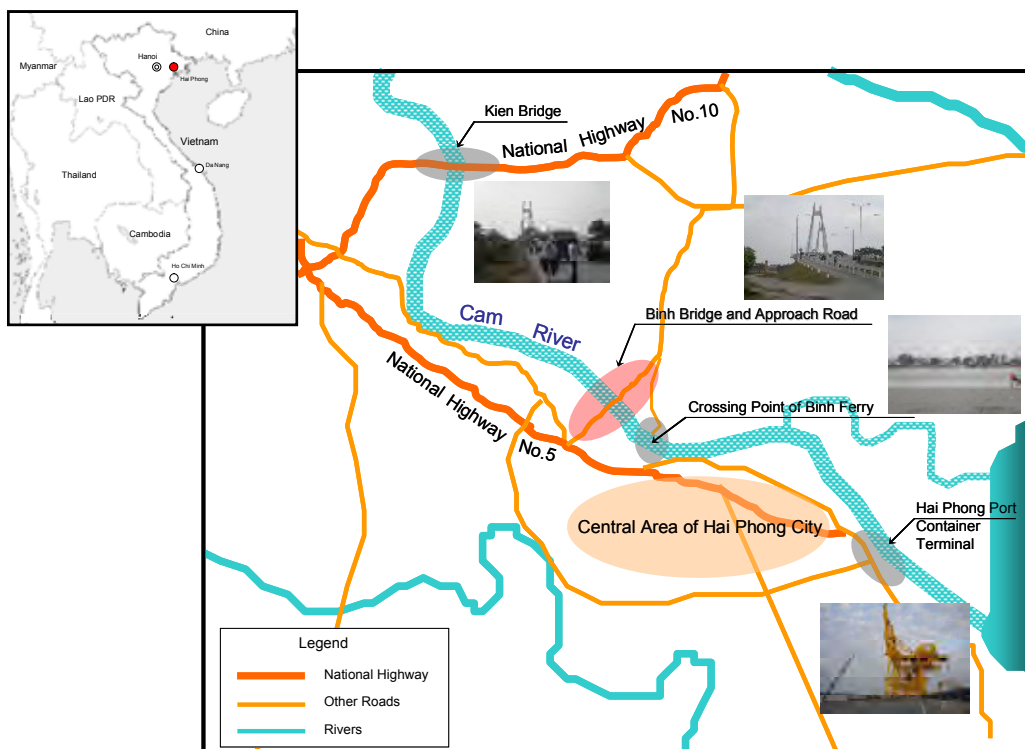 China
Hanoi
Myanmar
Hai Phong
Lao PDR
Vietnam
Da Nang
Thailand
Cambodia
Ho Chi Minh
Kien Bridge
National Highway No.10
Cam River
Binh Bridge and Approach Road
National Highway No.5
Crossing Point of Binh Ferry
Central Area of Hai Phong City
Hai Phong Port
Container
Terminal
Legend
National Highway
Other Roads
Rivers